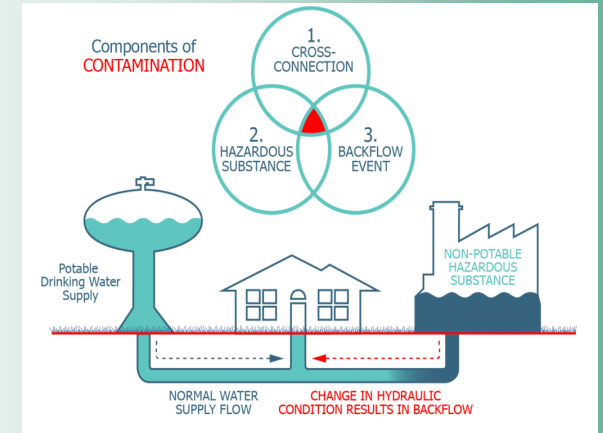 Components of
CONTAMINATION
1.
CROSS-
CONNECTION
2.
HAZARDOUS
SUBSTANCE
3.
BACKFLOW
EVENT
Potable
Drinking Water
Supply
NON-POTABLE
HAZARDOUS
SUBSTANCE
NORMAL WATER
SUPPLY FLOW
CHANGE IN HYDRAULIC
CONDITION RESULTS IN BACKFLOW